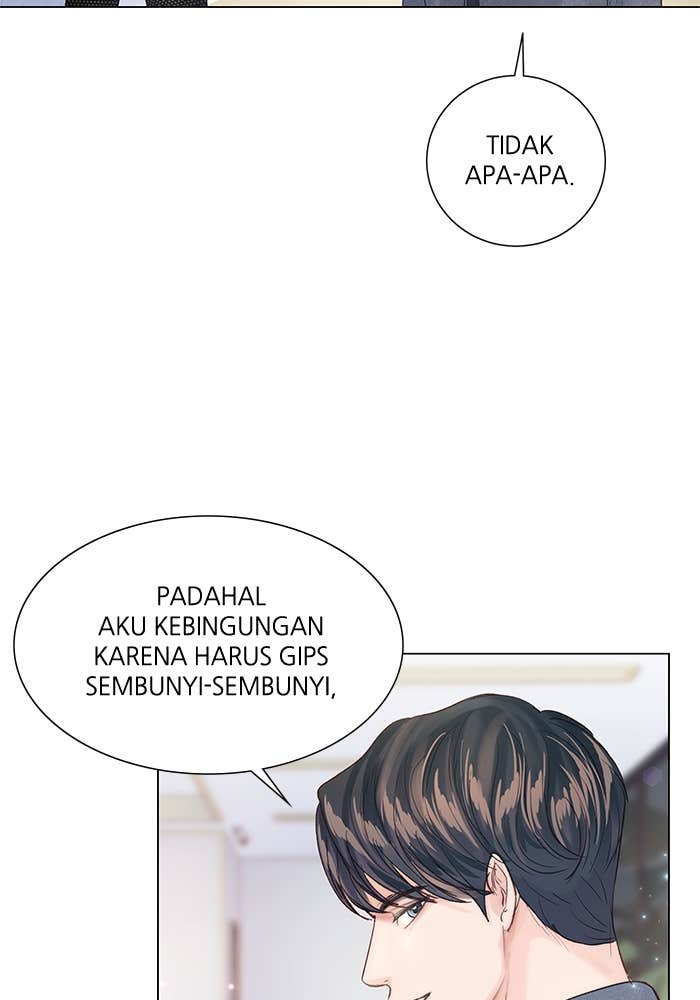 TIDAK
APA-APA.
PADAHAL
AKU KEBINGUNGAN
KARENA HARUS GIPS
SEMBUNYI-SEMBUNYI,